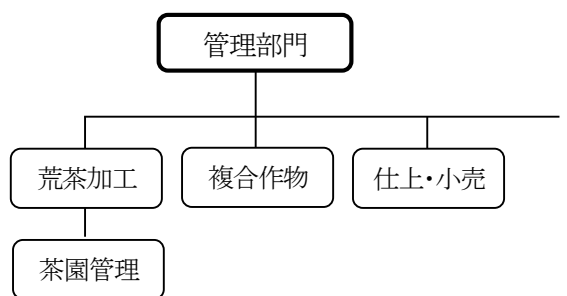 管理部門
荒茶加工
複合作物
仕上・小売
茶園管理